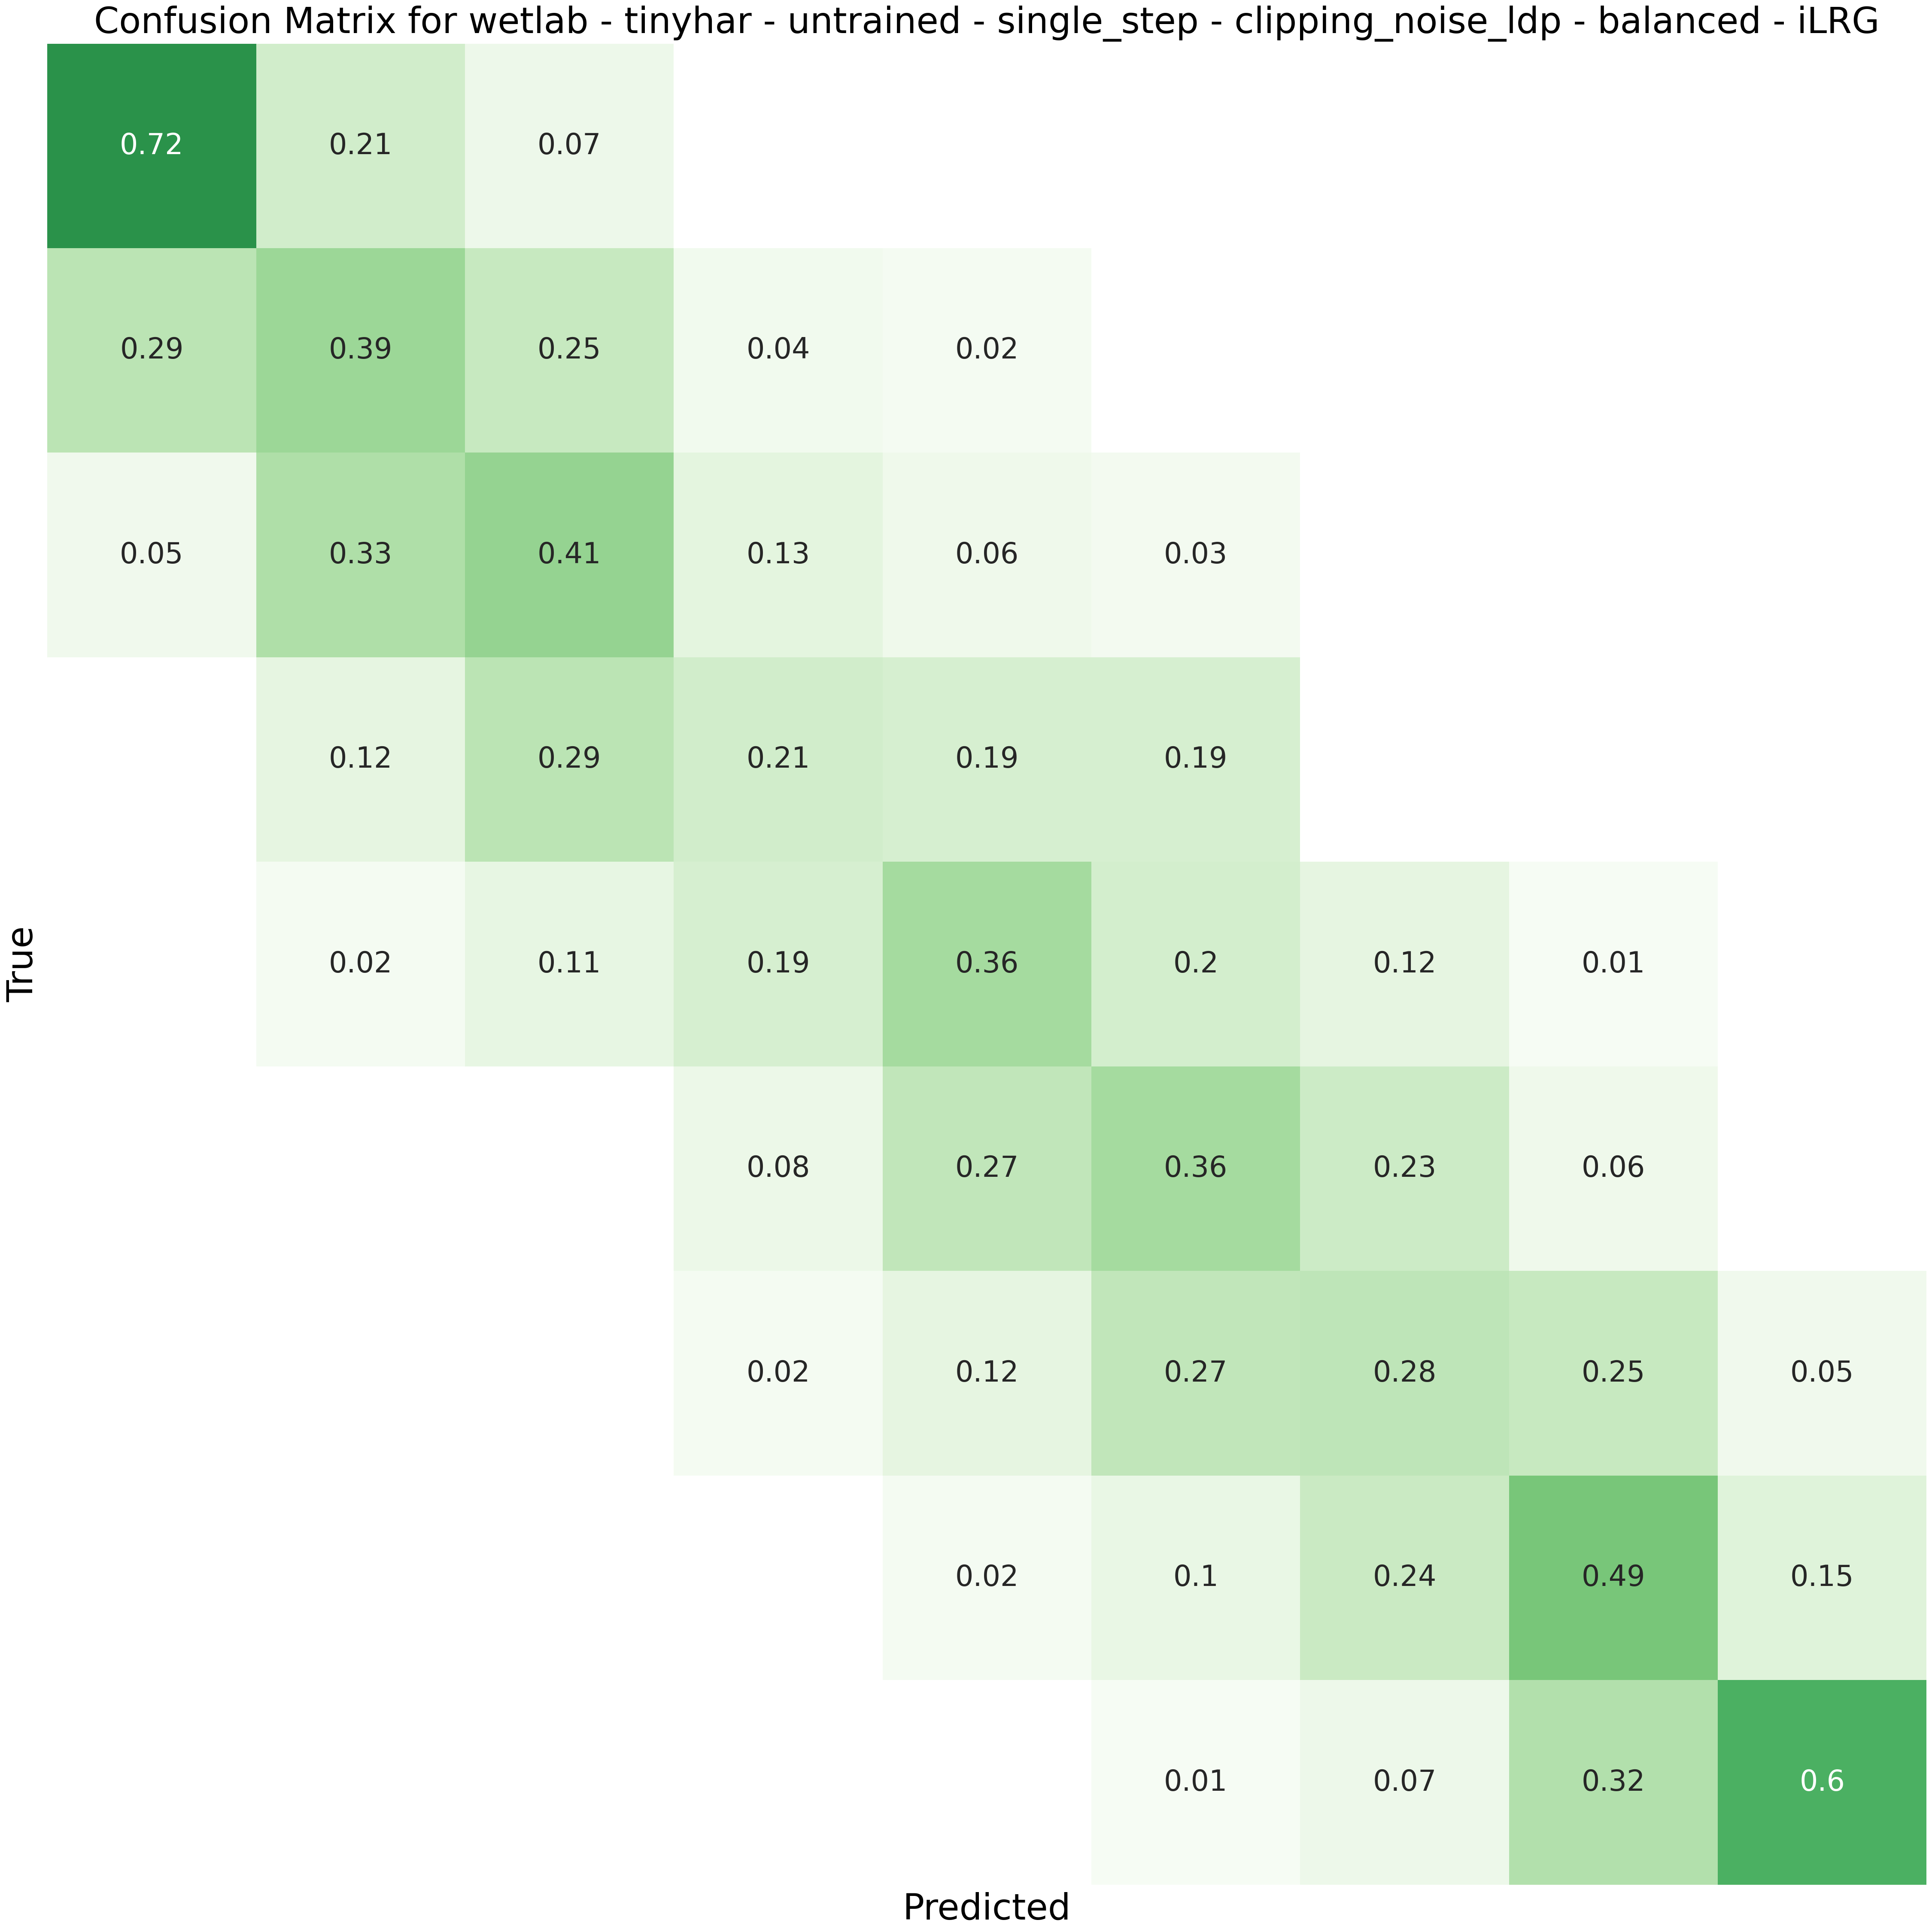 Confusion Matrix for wetlab - tinyhar - untrained - single_step - clipping_noise_ldp - balanced - iLRG
0.72 0.21 0.07
0.29 0.39 0.25 0.04 0.02
0.05 0.33 0.41 0.13 0.06 0.03
0.12 0.29 0.21 0.19 0.19
0.02 0.11 0.19 0.36 0.2 0.12 0.01
0.08 0.27 0.36 0.23 0.06
0.02 0.12 0.27 0.28 0.25 0.05
0.02 0.1 0.24 0.49 0.15
0.01 0.07 0.32 0.6
True
Predicted